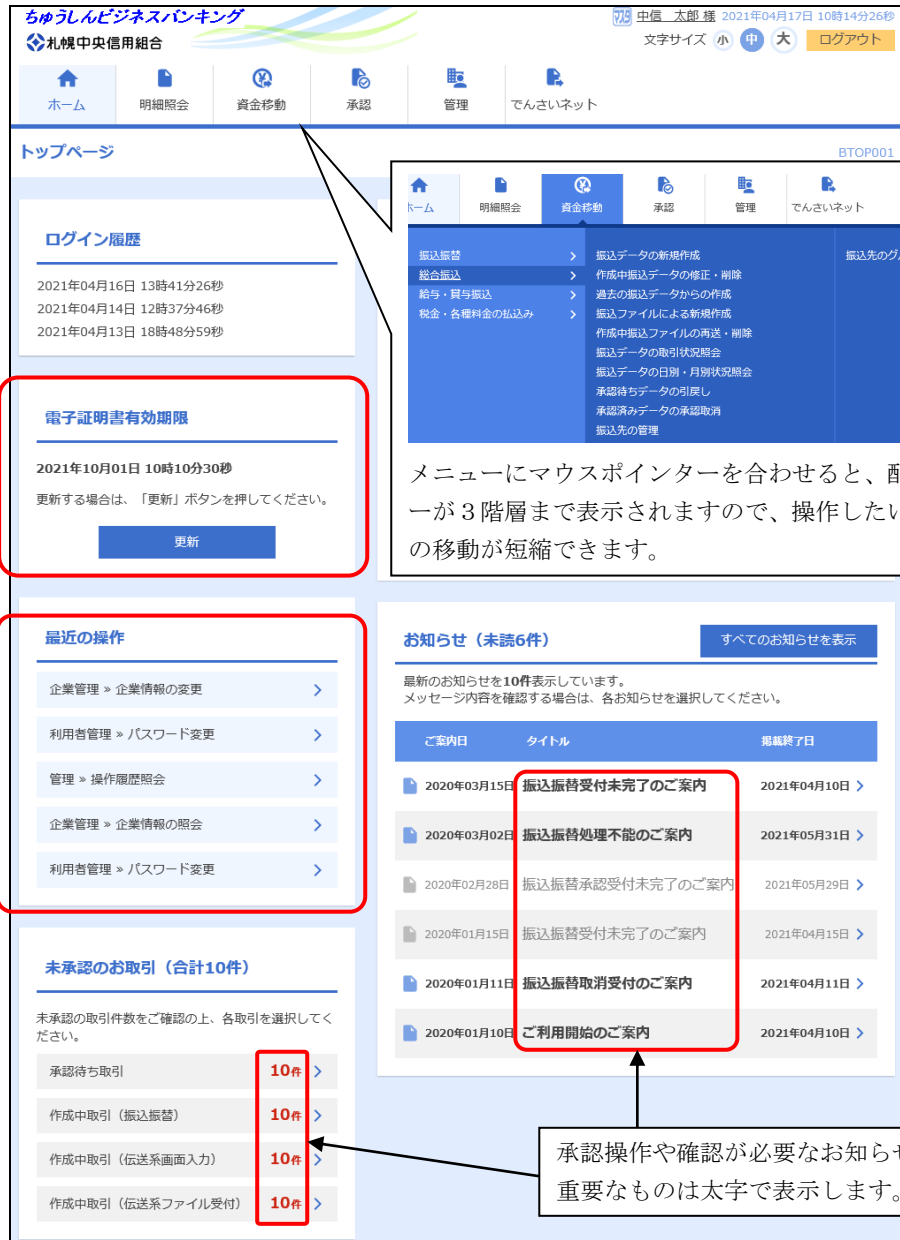 ちゅうしんビジネスバンキング
札幌中央信用組合
中信 太郎 様 2021年04月17日 10時14分26秒
文字サイズ 小 中 大 ログアウト
ホーム 明細照会 資金移動 承認 管理 でんさいネット
トップページ
BTOP001
ログイン履歴
2021年04月16日 13時41分26秒
2021年04月14日 12時37分46秒
2021年04月13日 18時48分59秒
ホーム 明細照会 資金移動 承認 管理 でんさいネット
振込振替
総合振込
給与・賞与振込
税金・各種料金の払込み
振込データの新規作成
作成中振込データの修正・削除
過去の振込データからの作成
振込ファイルによる新規作成
作成中振込ファイルの再送・削除
振込データの取引状況照会
振込データの日別・月別状況照会
承認待ちデータの引戻し
承認済みデータの承認取消
振込先の管理
振込先のグ
メニューにマウスポインターを合わせると、配
ーが3階層まで表示されますので、操作したい
の移動が短縮できます。
電子証明書有効期限
2021年10月01日 10時10分30秒
更新する場合は、「更新」ボタンを押してください。
更新
最近の操作
企業管理 » 企業情報の変更
利用者管理 » パスワード変更
管理 » 操作履歴照会
企業管理 » 企業情報の照会
利用者管理 » パスワード変更
お知らせ（未読6件）
すべてのお知らせを表示
最新のお知らせを10件表示しています。
メッセージ内容を確認する場合は、各お知らせを選択してください。
ご案内日 タイトル 掲載終了日
2020年03月15日 振込振替受付未完了のご案内 2021年04月10日
2020年03月02日 振込振替処理不能のご案内 2021年05月31日
2020年02月28日 振込振替承認受付未完了のご案内 2021年05月29日
2020年01月15日 振込振替受付未完了のご案内 2021年04月15日
2020年01月11日 振込振替取消受付のご案内 2021年04月11日
2020年01月10日 ご利用開始のご案内 2021年04月10日
未承認のお取引（合計10件）
未承認の取引件数をご確認の上、各取引を選択してく
ださい。
承認待ち取引 10件
作成中取引（振込振替） 10件
作成中取引（伝送系画面入力） 10件
作成中取引（伝送系ファイル受付） 10件
承認操作や確認が必要なお知らせ
重要なものは太字で表示します。